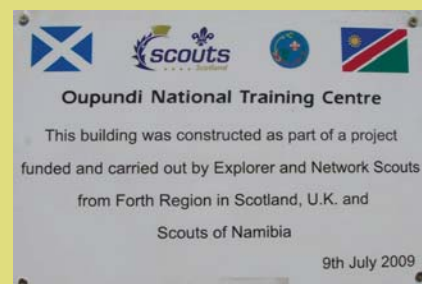 scouts
Scotland
Oupundi National Training Centre
This building was constructed as part of a project
funded and carried out by Explorer and Network Scouts
from Forth Region in Scotland, U.K. and
Scouts of Namibia
9th July 2009